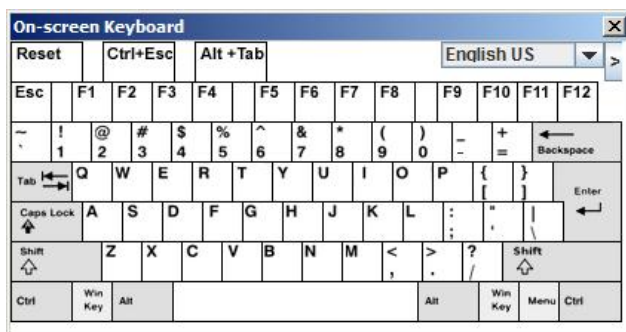 On-screen Keyboard
Reset Ctrl+Esc Alt +Tab English US >
Esc F1 F2 F3 F4 F5 F6 F7 F8 F9 F10 F11 F12
~ ! @ # $ % ^ & * ( ) _ +
` 1 2 3 4 5 6 7 8 9 0 - = Backspace
Tab Q W E R T Y U I O P { }
[ ] Enter
Caps Lock A S D F G H J K L : " |
; ' \
Shift Z X C V B N M < > ? Shift
, . /
Ctrl Win Key Alt Alt Win Key Menu Ctrl